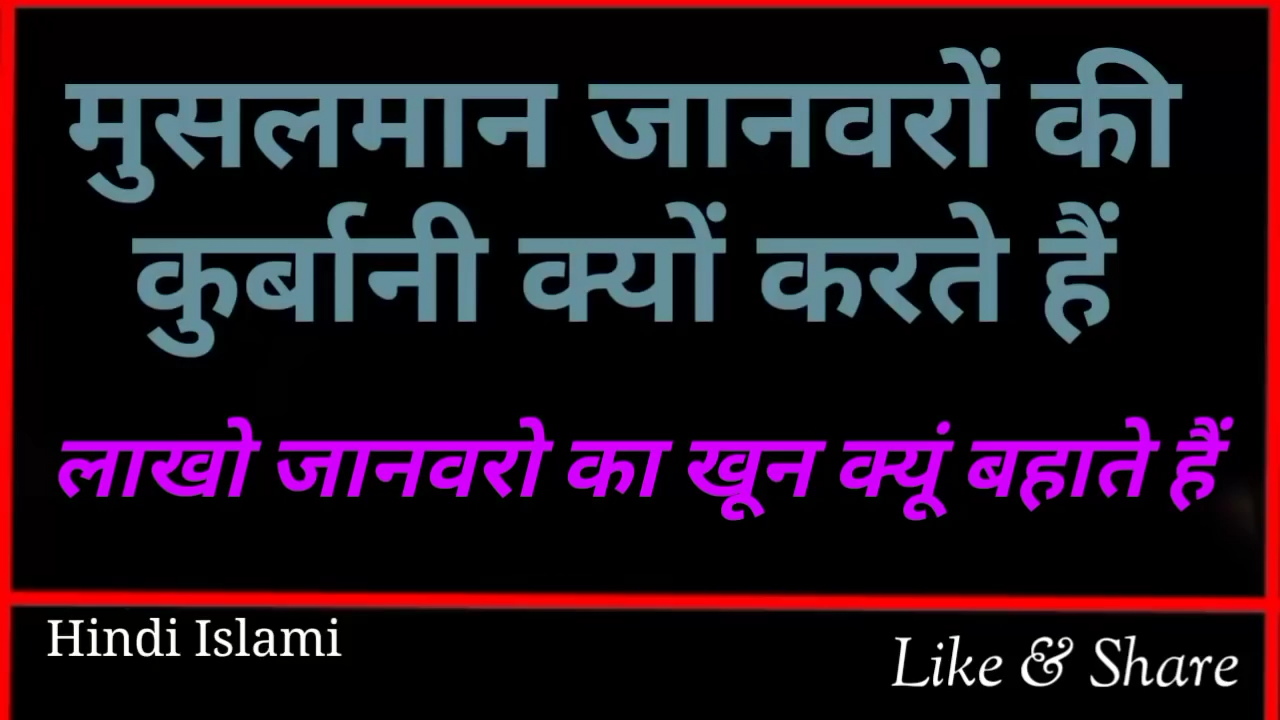 मुसलमान जानवरों की
कुर्बानी क्यों करते हैं
लाखो जानवरो का खून क्यूं बहाते हैं
Hindi Islami
Like & Share